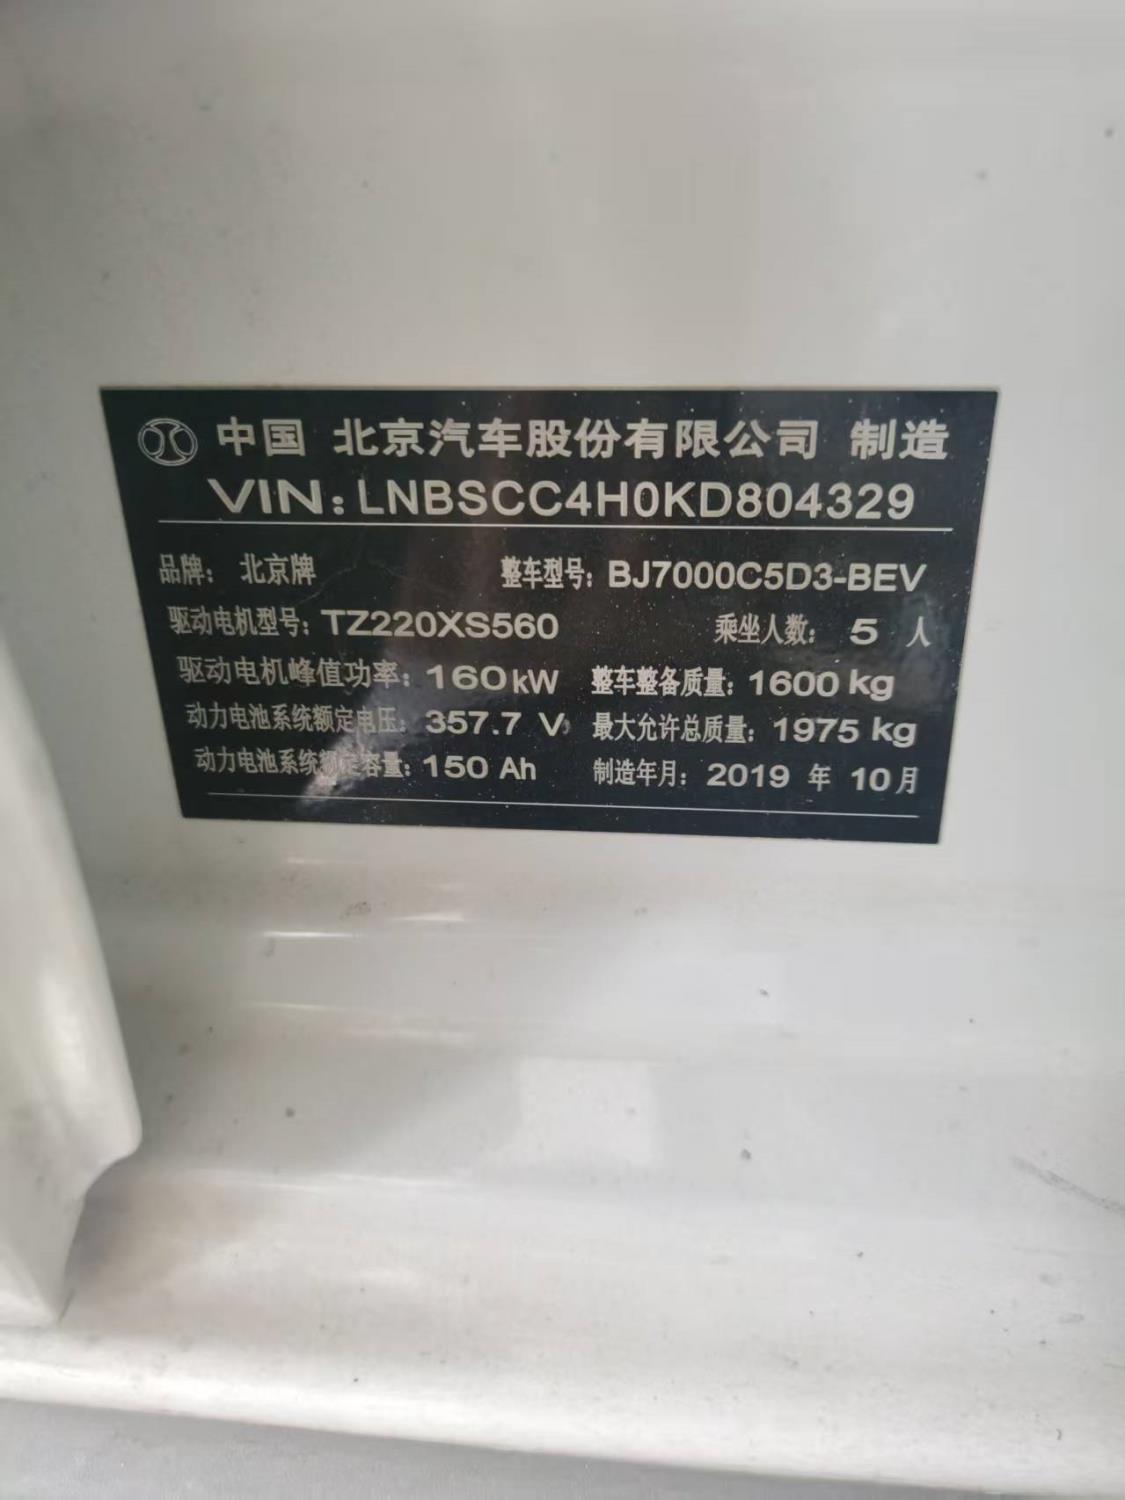 中国 北京汽车股份有限公司 制造
VIN: LNBSCC4H0KD804329
品牌: 北京牌 整车型号: BJ7000C5D3-BEV
驱动电机型号: TZ220XS560 乘坐人数: 5 人
驱动电机峰值功率: 160kW 整车整备质量: 1600 kg
动力电池系统额定电压: 357.7 V 最大允许总质量: 1975 kg
动力电池系统额定容量: 150 Ah 制造年月: 2019 年 10 月